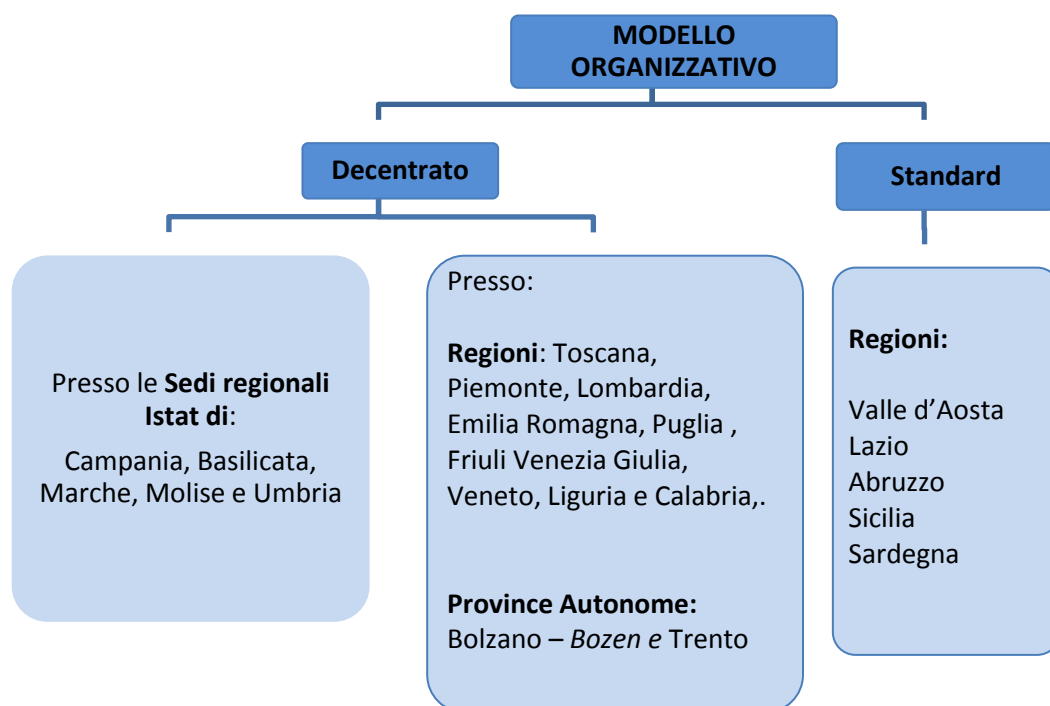 MODELLO
ORGANIZZATIVO
Decentrato
Standard
Presso le Sedi regionali
Istat di:
Campania, Basilicata,
Marche, Molise e Umbria
Presso:
Regioni: Toscana,
Piemonte, Lombardia,
Emilia Romagna, Puglia ,
Friuli Venezia Giulia,
Veneto, Liguria e Calabria,.
Province Autonome:
Bolzano – Bozen e Trento
Regioni:
Valle d’Aosta
Lazio
Abruzzo
Sicilia
Sardegna